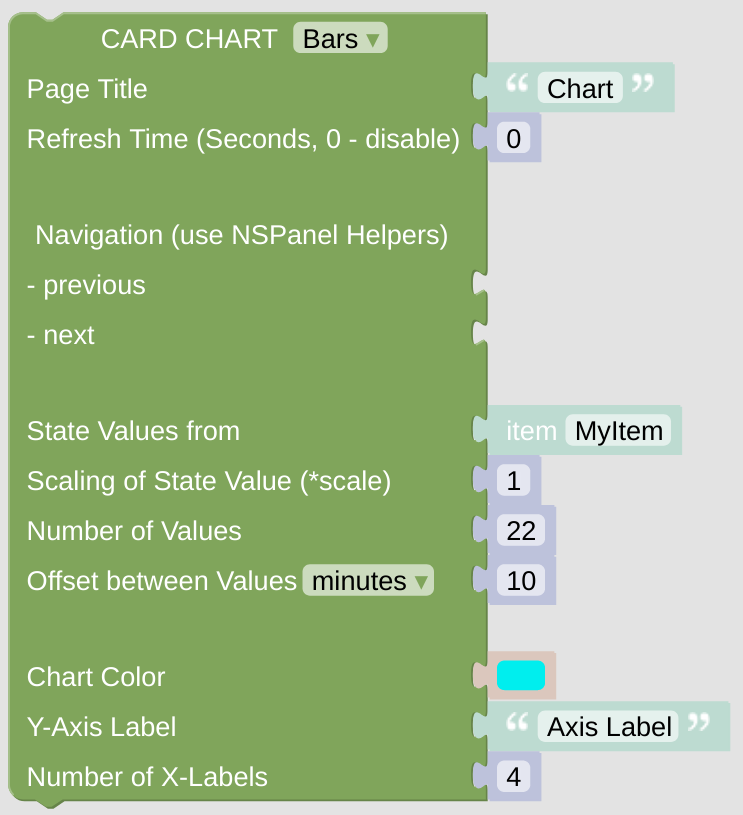 CARD CHART Bars ▾
Page Title “ Chart ”
Refresh Time (Seconds, 0 - disable) 0
Navigation (use NSPanel Helpers)
- previous
- next
State Values from item MyItem
Scaling of State Value (*scale) 1
Number of Values 22
Offset between Values minutes ▾ 10
Chart Color
Y-Axis Label “ Axis Label ”
Number of X-Labels 4